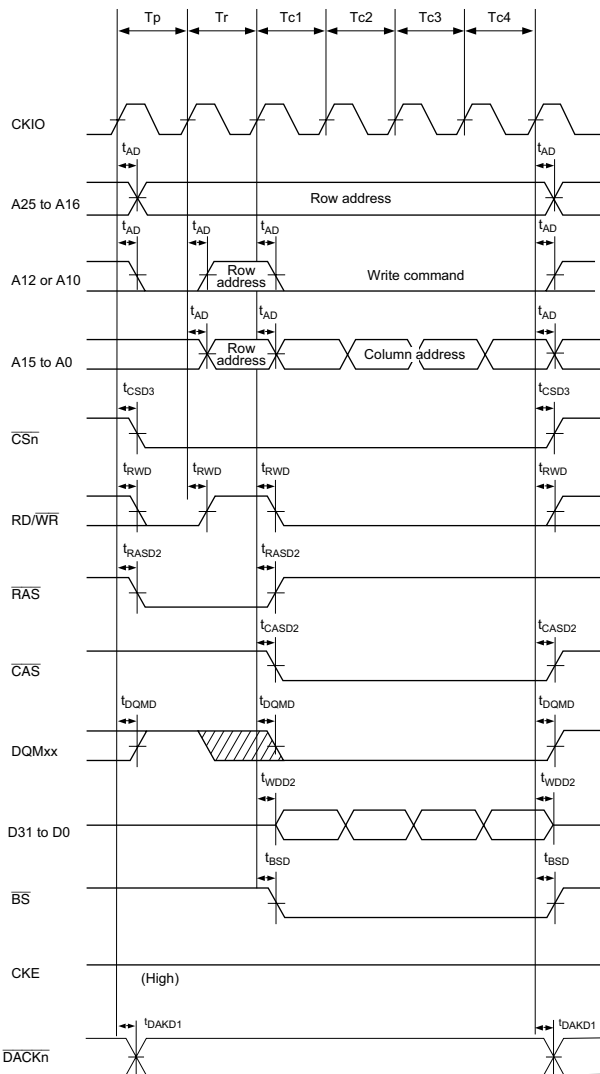 Tp Tr Tc1 Tc2 Tc3 Tc4
CKIO
tAD tAD
A25 to A16 Row address
tAD tAD tAD tAD
A12 or A10 Row address Write command
tAD tAD tAD
A15 to A0 Row address Column address
tCSD3 tCSD3
CSn
tRWD tRWD tRWD tRWD
RD/WR
tRASD2 tRASD2
RAS
tCASD2 tCASD2
CAS
tDQMD tDQMD tDQMD
DQMxx
tWDD2 tWDD2
D31 to D0
tBSD tBSD
BS
CKE
(High)
tDAKD1 tDAKD1
DACKn